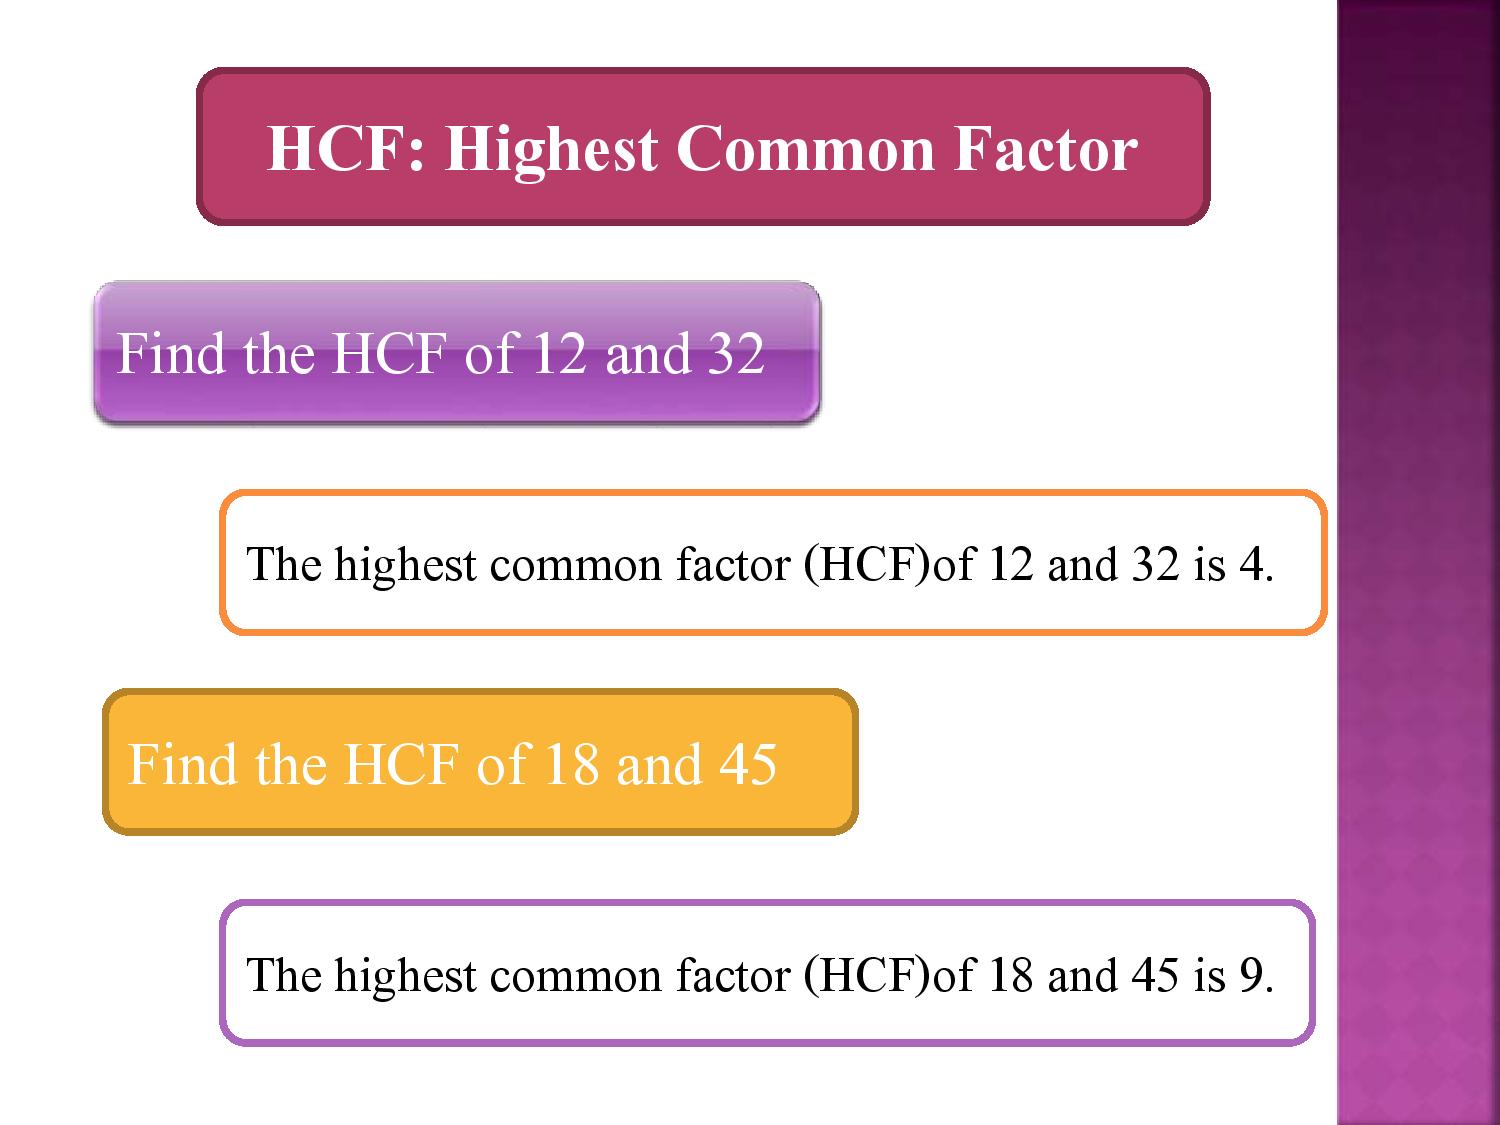 HCF: Highest Common Factor
Find the HCF of 12 and 32
The highest common factor (HCF)of 12 and 32 is 4.
Find the HCF of 18 and 45
The highest common factor (HCF)of 18 and 45 is 9.